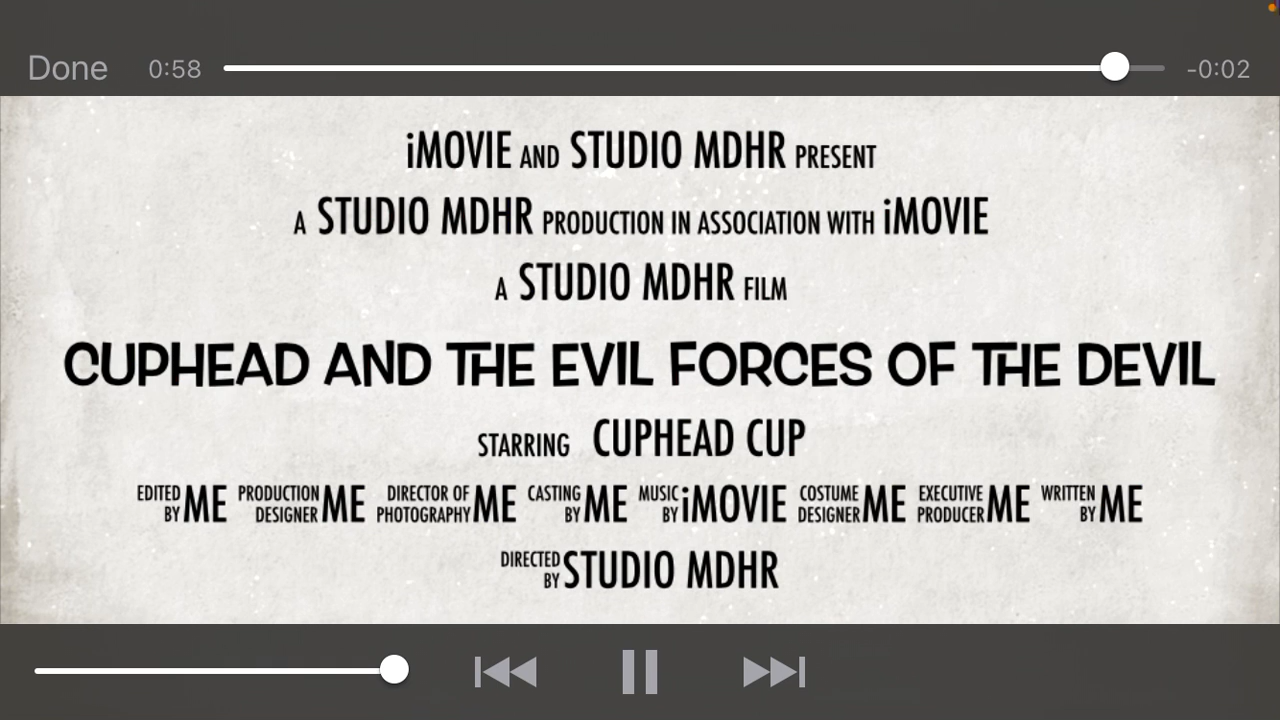 Done 0:58 -0:02
iMOVIE AND STUDIO MDHR PRESENT
A STUDIO MDHR PRODUCTION IN ASSOCIATION WITH iMOVIE
A STUDIO MDHR FILM
CUPHEAD AND THE EVIL FORCES OF THE DEVIL
STARRING CUPHEAD CUP
EDITED BY ME PRODUCTION DESIGNER ME DIRECTOR OF PHOTOGRAPHY ME CASTING BY ME MUSIC BY iMOVIE COSTUME DESIGNER ME EXECUTIVE PRODUCER ME WRITTEN BY ME
DIRECTED BY STUDIO MDHR